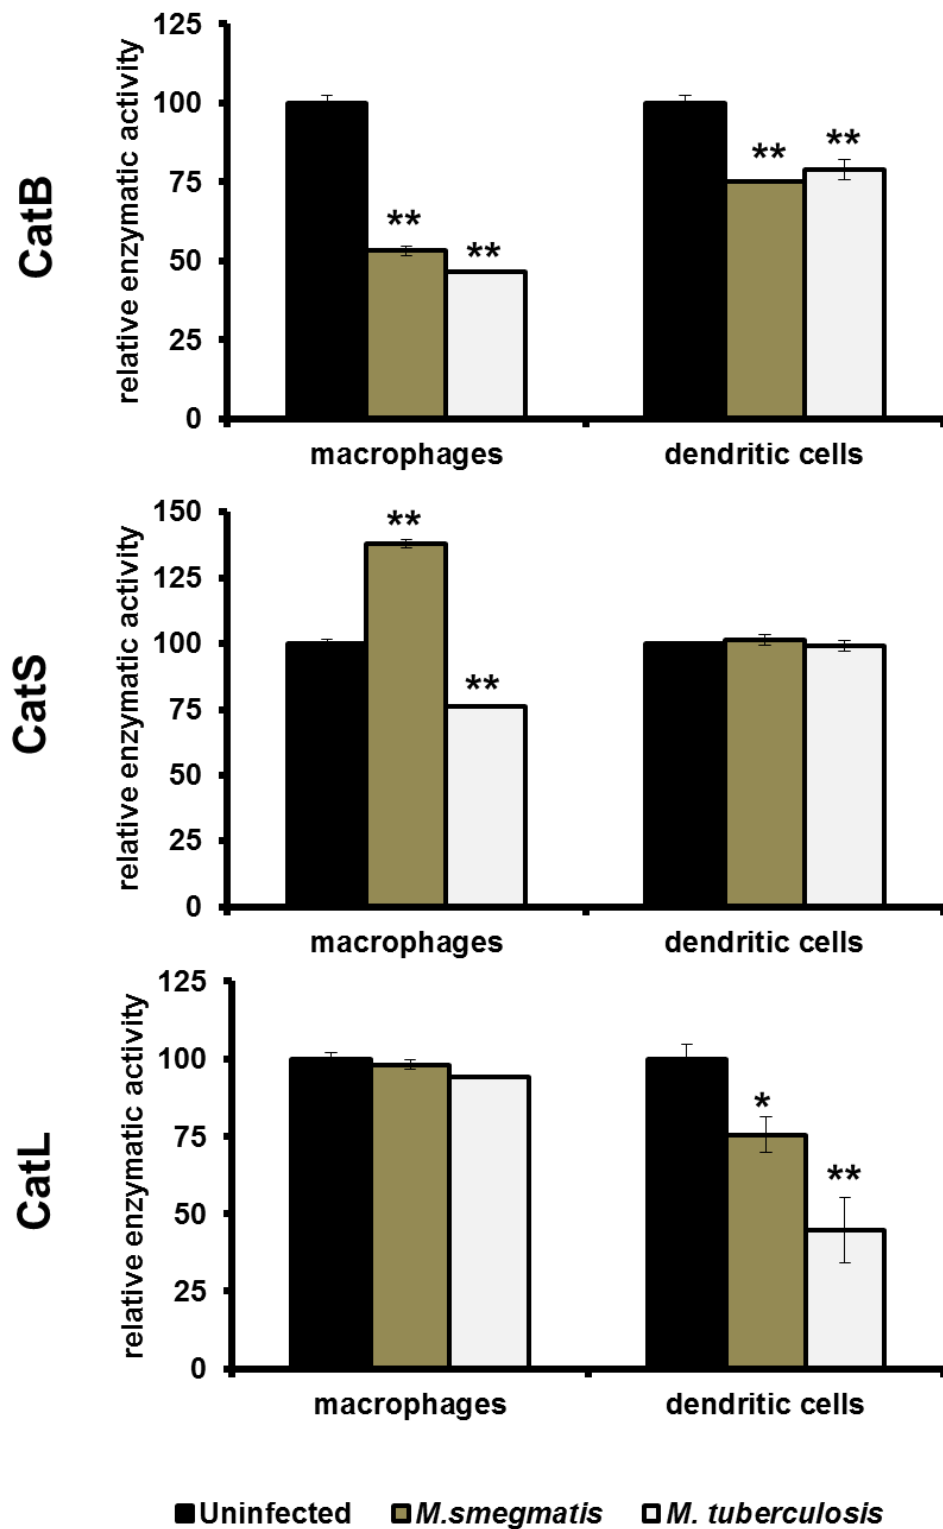 CatB
relative enzymatic activity
125
100
75
50
25
0
** ** ** **
macrophages dendritic cells
CatS
relative enzymatic activity
150
125
100
75
50
25
0
** **
macrophages dendritic cells
CatL
relative enzymatic activity
125
100
75
50
25
0
* **
macrophages dendritic cells
Uninfected M.smegmatis M. tuberculosis